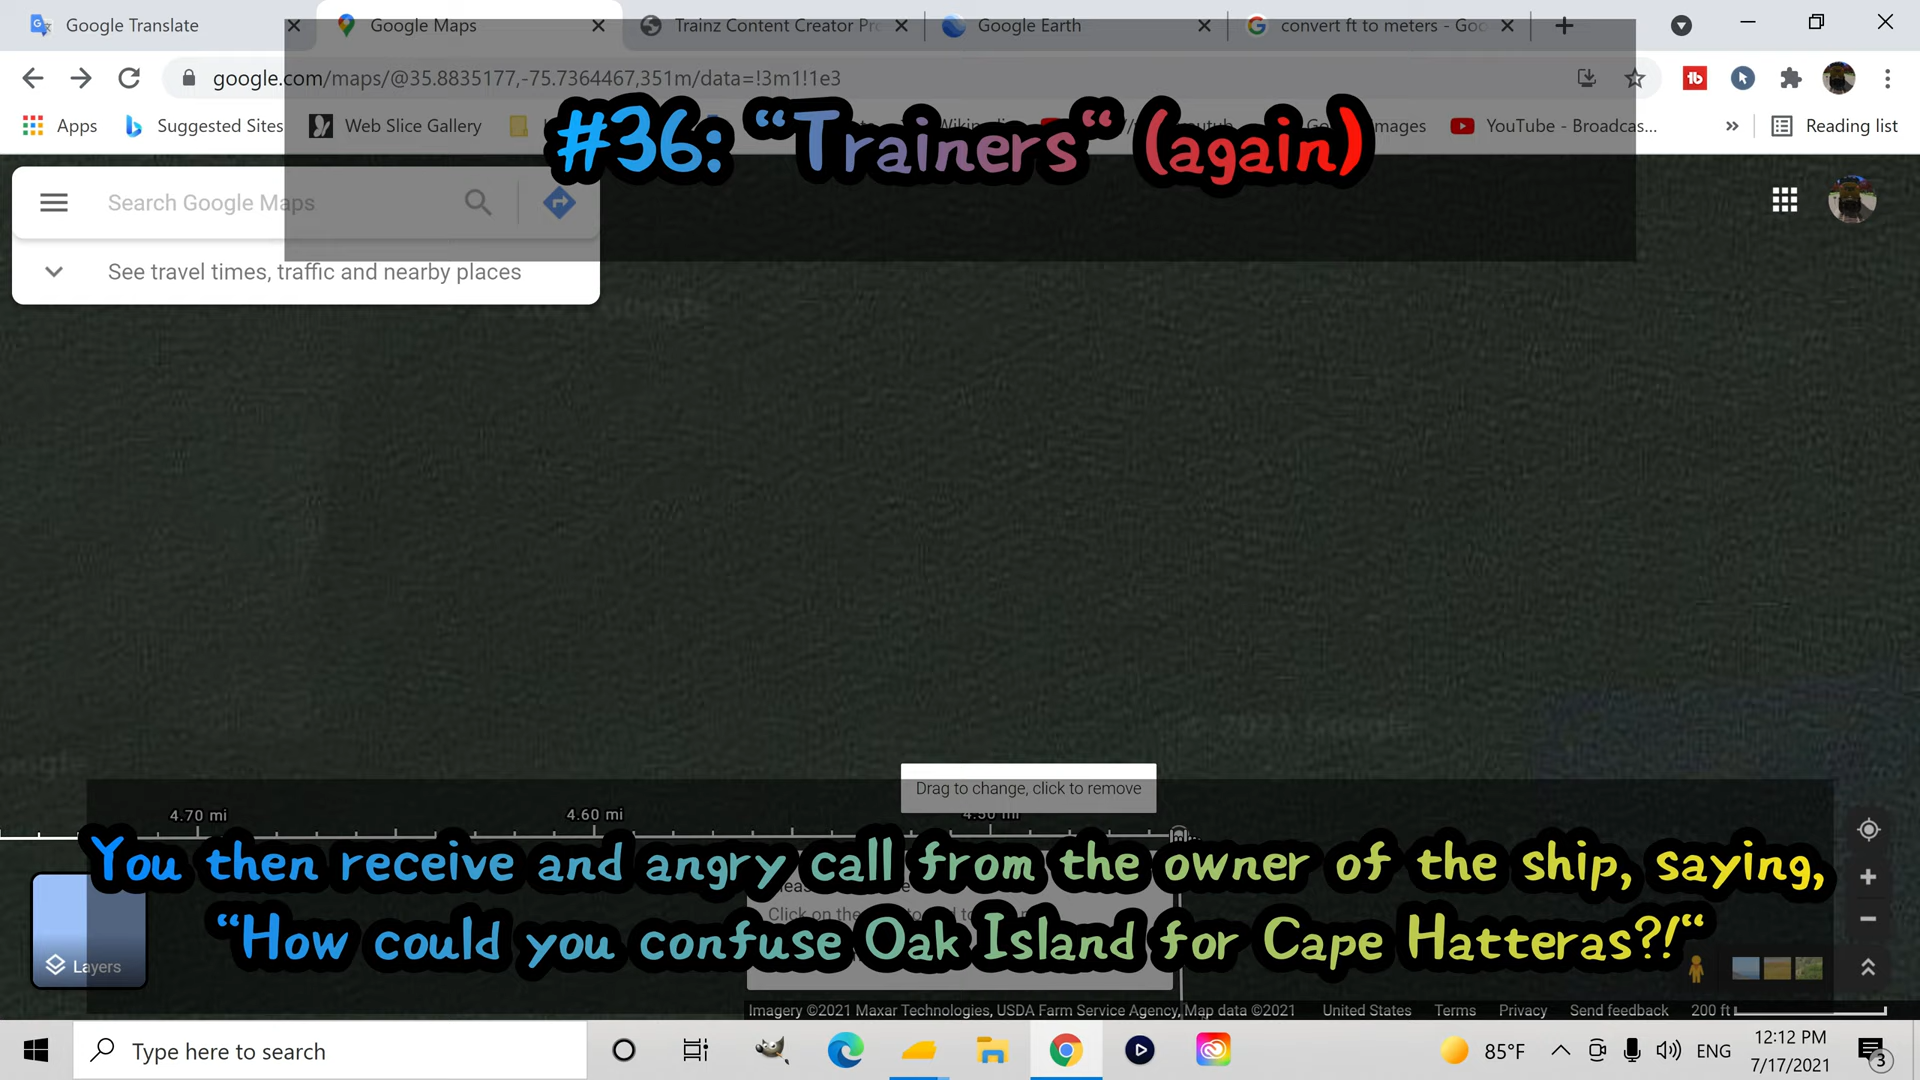 Google Translate
Google Maps
Trainz Content Creator Pr
Google Earth
convert ft to meters - Goo
google.com/maps/@35.8835177,-75.7364467,351m/data=!3m1!1e3
Apps
Suggested Sites
Web Slice Gallery
YouTube - Broadcas...
Reading list
#36: “Trainers“ (again)
Search Google Maps
See travel times, traffic and nearby places
Drag to change, click to remove
4.70 mi
4.60 mi
4.50 mi
You then receive and angry call from the owner of the ship, saying,
“How could you confuse Oak Island for Cape Hatteras?!“
Layers
Imagery ©2021 Maxar Technologies, USDA Farm Service Agency, Map data ©2021 United States Terms Privacy Send feedback 200 ft
Type here to search
85°F
ENG
12:12 PM
7/17/2021
3